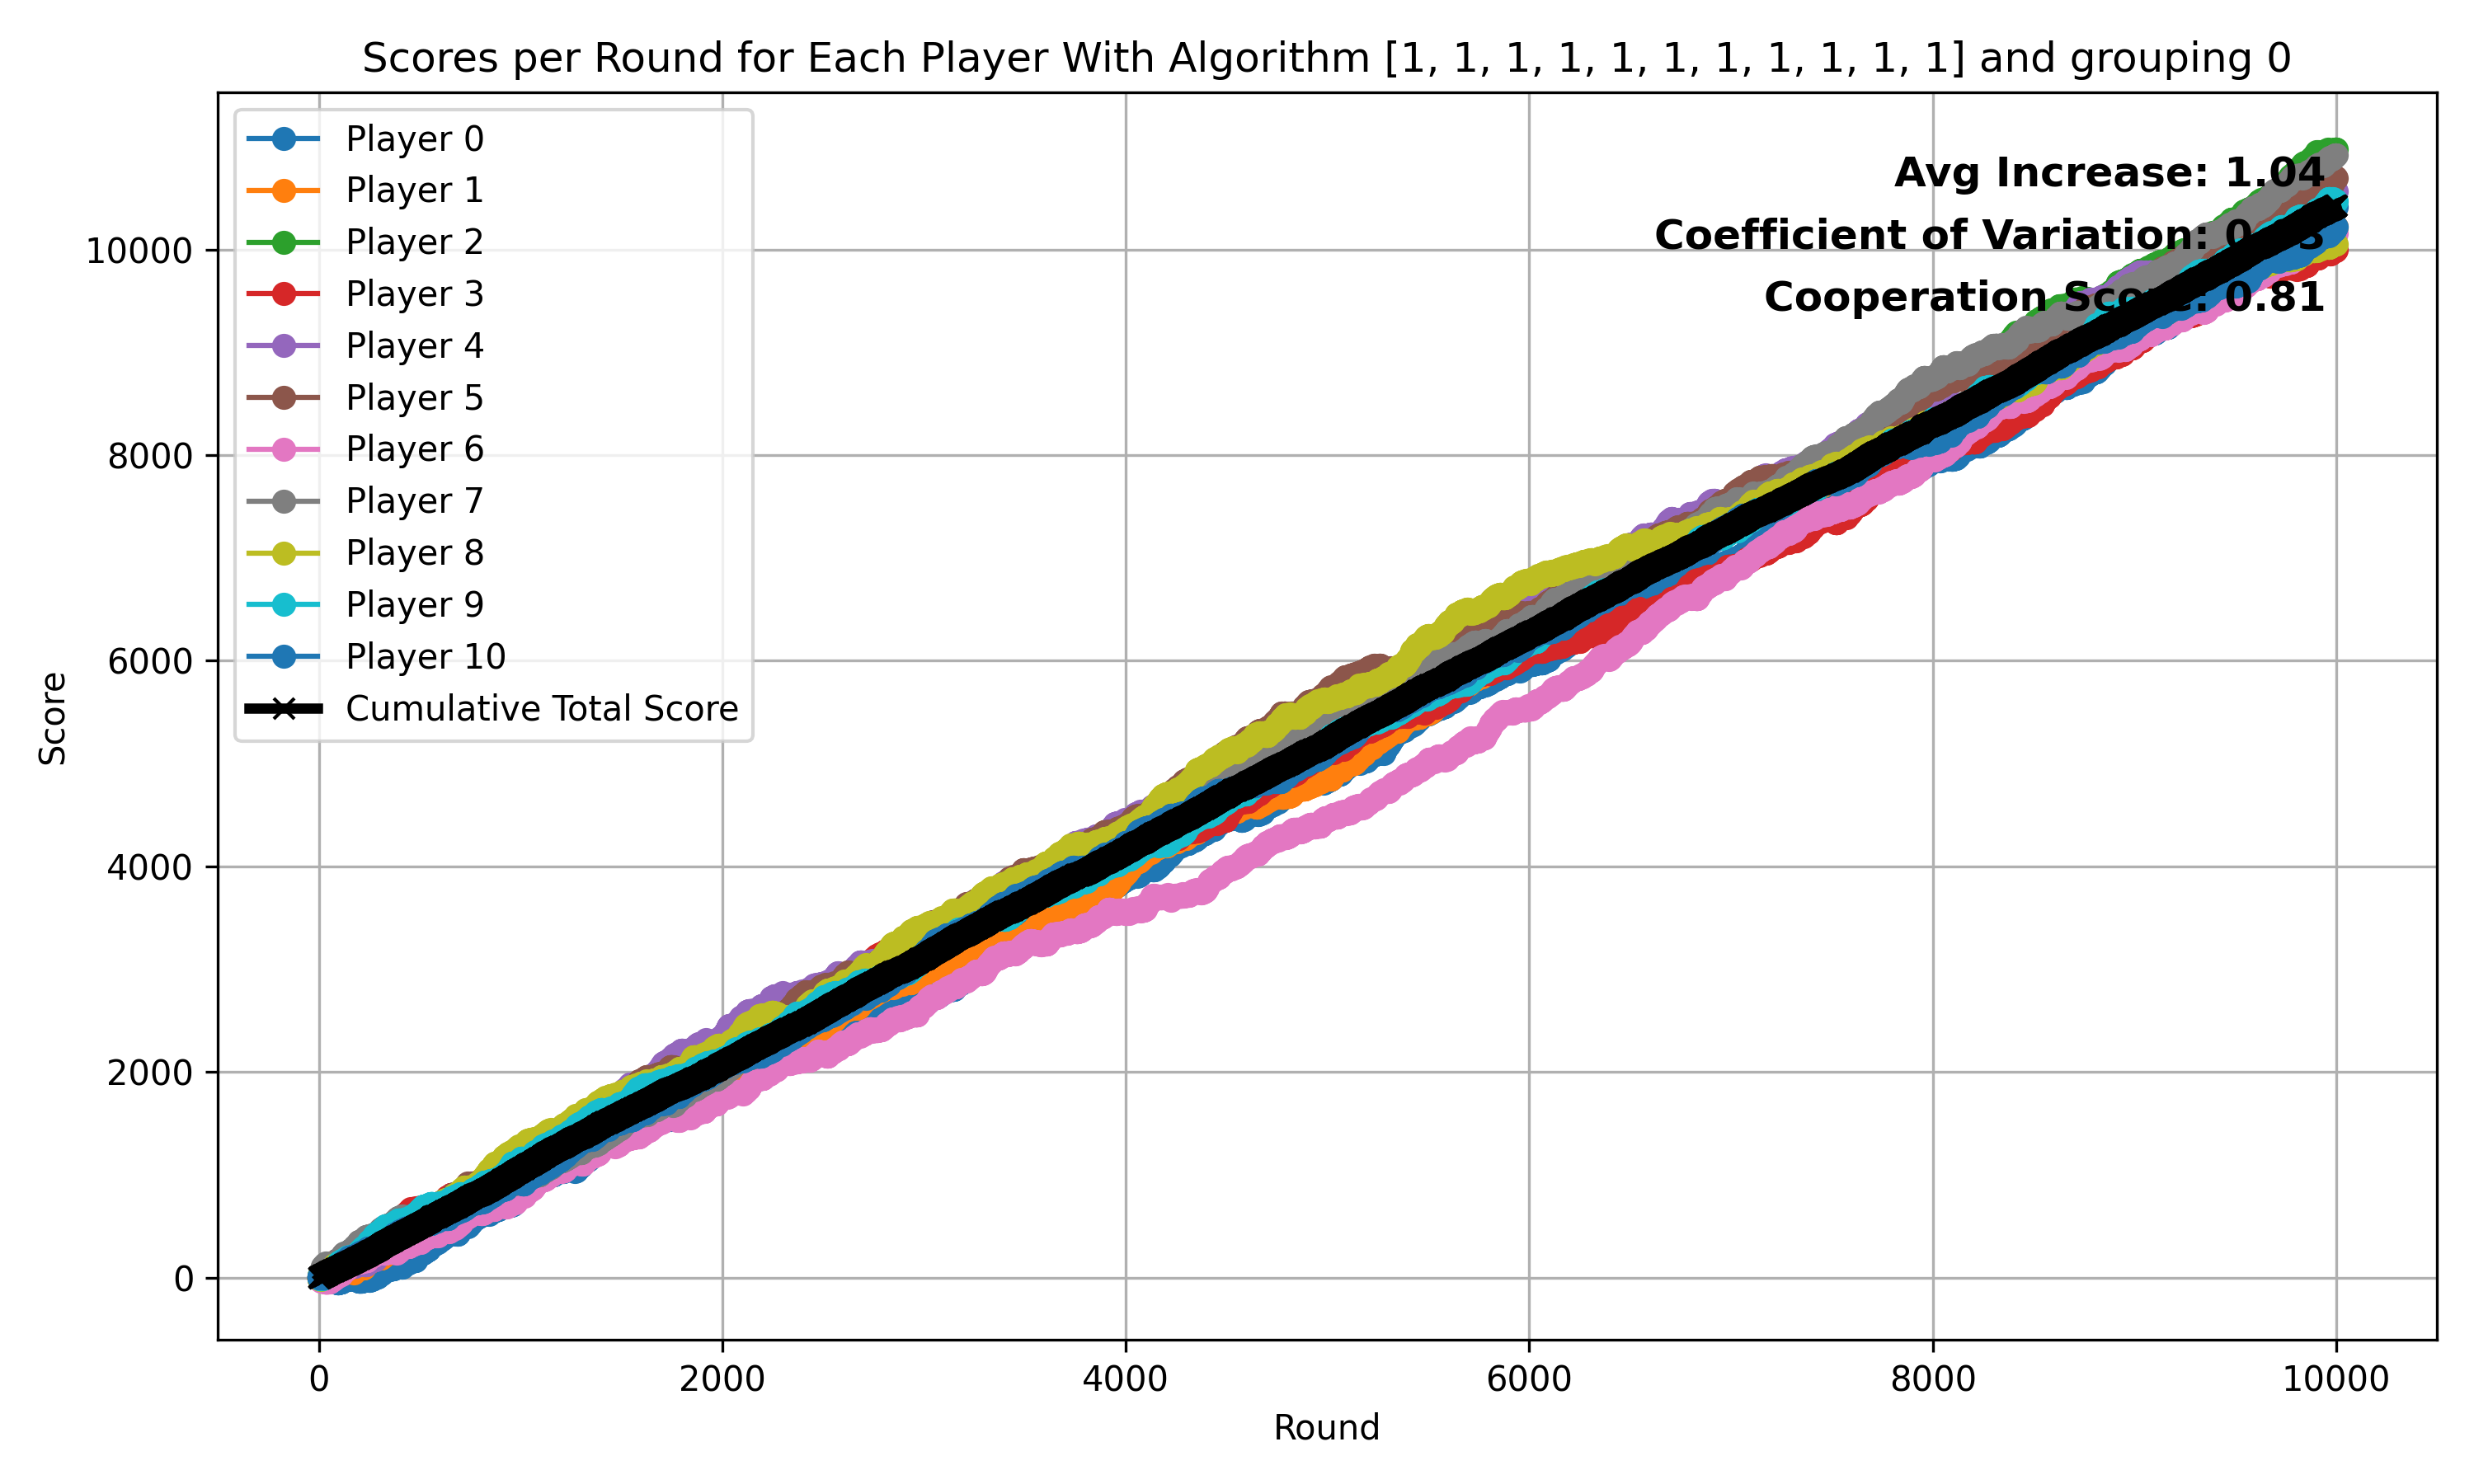 Scores per Round for Each Player With Algorithm [1, 1, 1, 1, 1, 1, 1, 1, 1, 1, 1] and grouping 0
Player 0
Player 1
Player 2
Player 3
Player 4
Player 5
Player 6
Player 7
Player 8
Player 9
Player 10
Cumulative Total Score
Avg Increase: 1.04
Coefficient of Variation:
Cooperation Score: 0.81
Score
10000
8000
6000
4000
2000
0
0 2000 4000 6000 8000 10000
Round